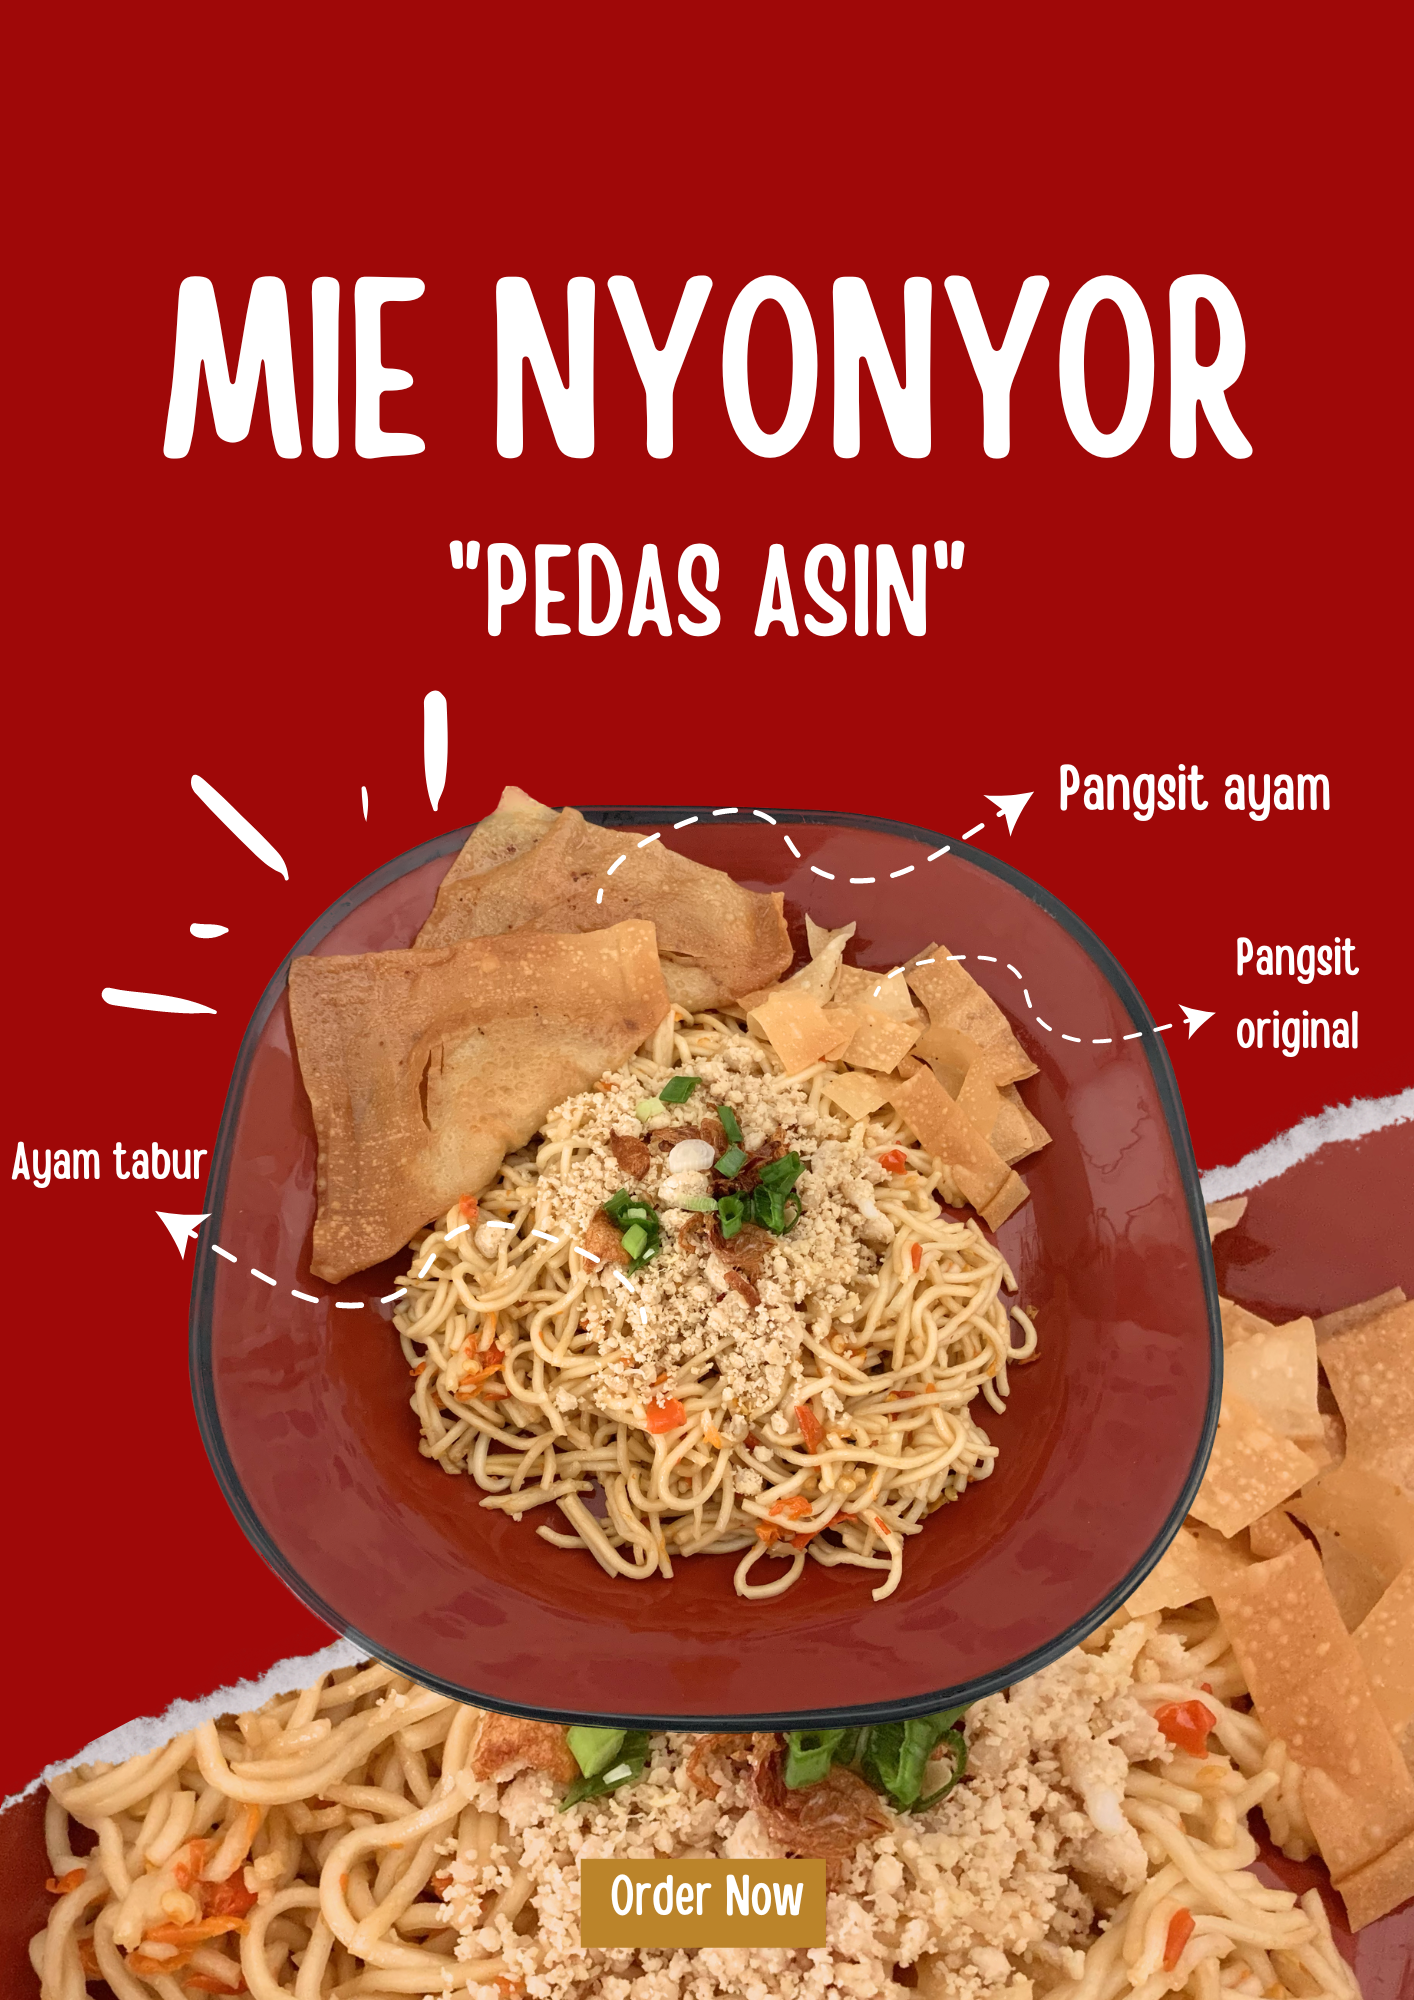 MIE NYONYOR
"PEDAS ASIN"
Pangsit ayam
Pangsit
original
Ayam tabur
Order Now